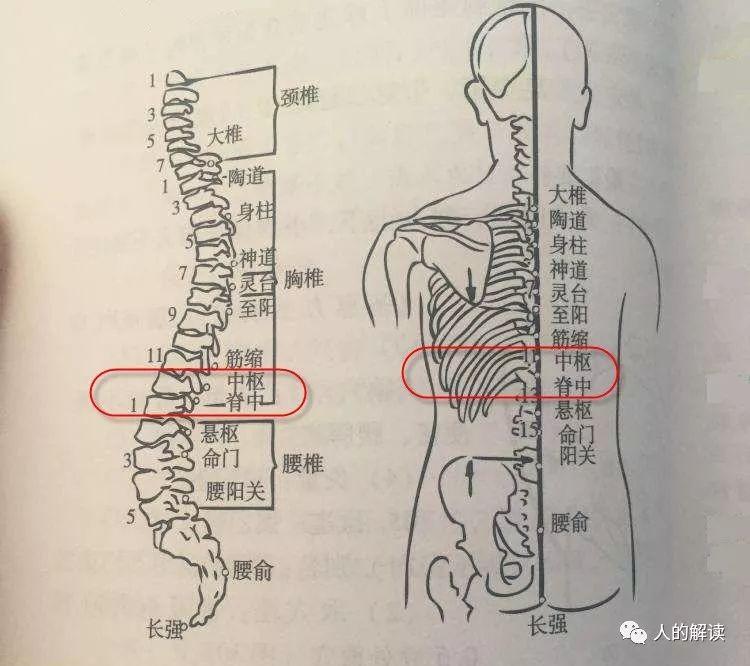 1
3
5
7
1
3
5
7
9
11
1
3
5
颈椎
大椎
陶道
身柱
神道
胸椎
灵台
至阳
筋缩
中枢
脊中
悬枢
命门
腰椎
腰阳关
腰俞
长强
大椎
陶道
身柱
神道
灵台
至阳
筋缩
中枢
脊中
悬枢
命门
阳关
腰俞
长强
1
7
11
13
15
人的解读